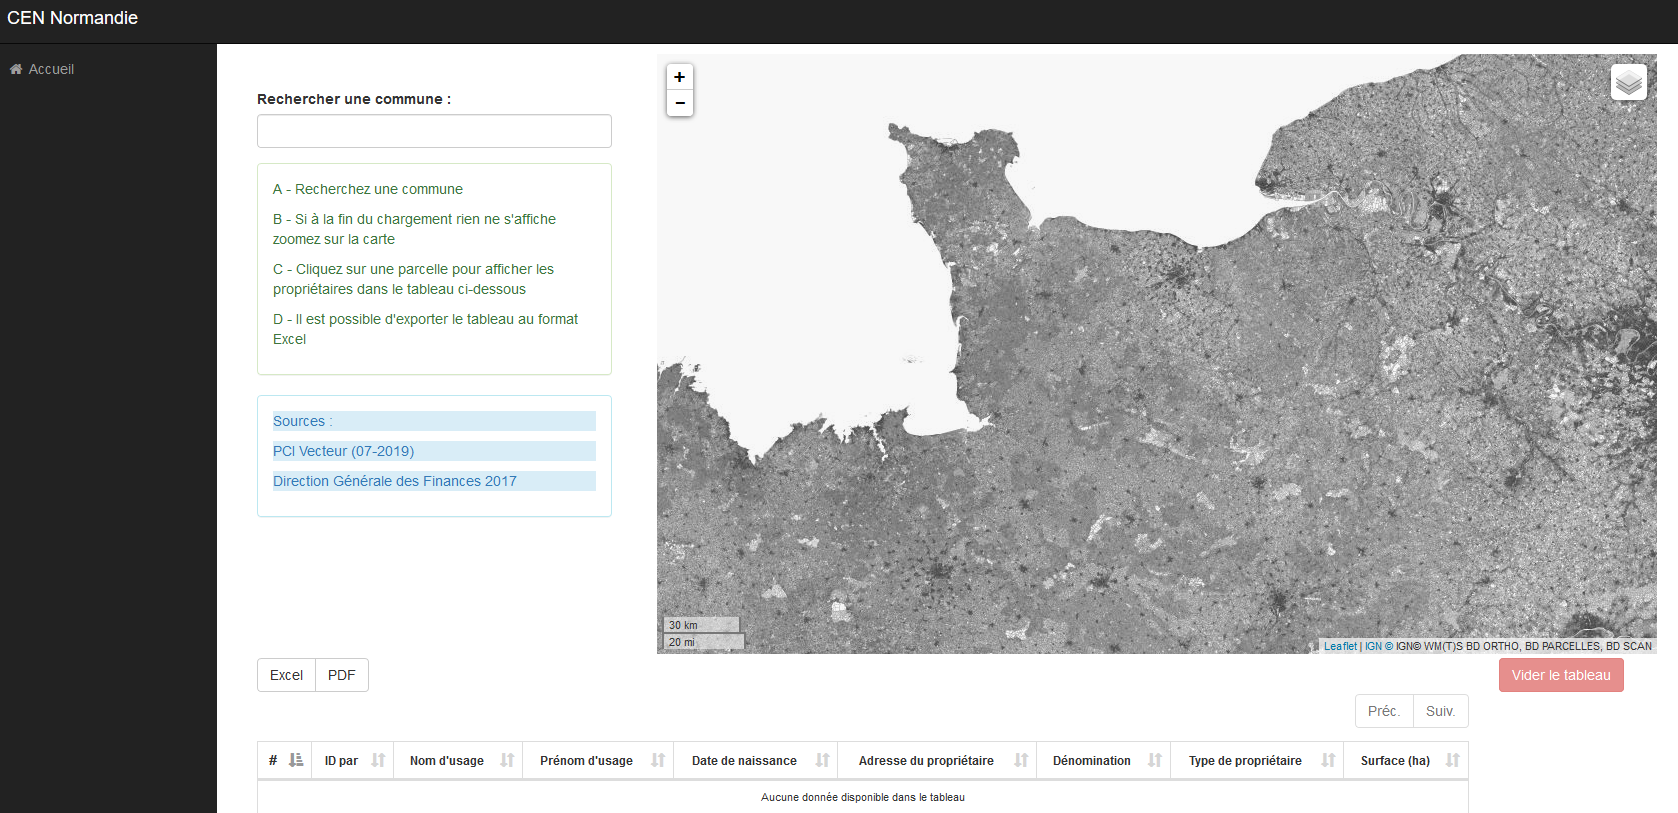 CEN Normandie
Accueil
Rechercher une commune :
A - Recherchez une commune
B - Si à la fin du chargement rien ne s'affiche
zoomez sur la carte
C - Cliquez sur une parcelle pour afficher les
propriétaires dans le tableau ci-dessous
D - Il est possible d'exporter le tableau au format
Excel
Sources :
PCI Vecteur (07-2019)
Direction Générale des Finances 2017
+
-
30 km
20 mi
Leaflet | IGN © IGN© WM(T)S BD ORTHO, BD PARCELLES, BD SCAN
Excel PDF
Vider le tableau
Préc. Suiv.
# ID par Nom d'usage Prénom d'usage Date de naissance Adresse du propriétaire Dénomination Type de propriétaire Surface (ha)
Aucune donnée disponible dans le tableau